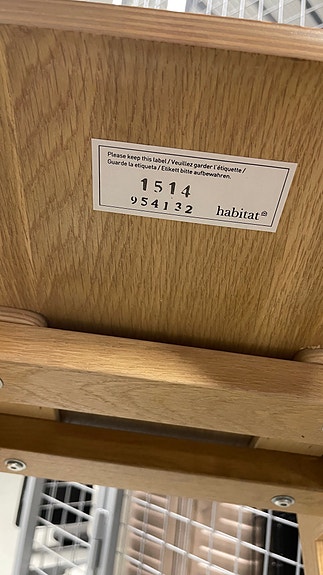 Please keep this label / Veuillez garder l'étiquette /
Guarde la etiqueta / Etikett bitte aufbewahren.
1514
954132
habitat